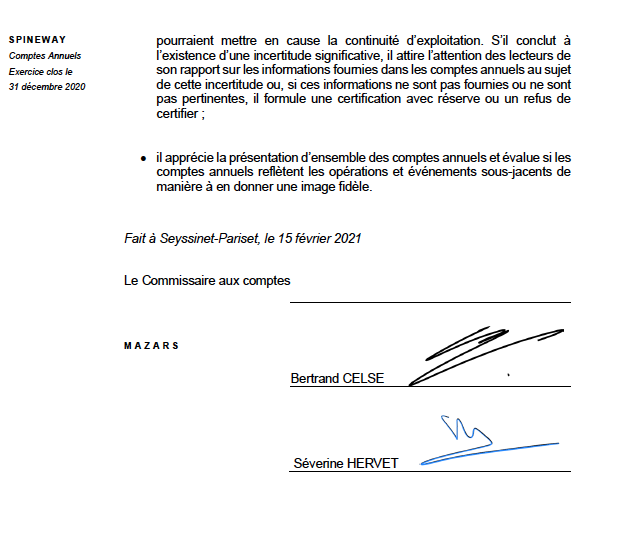 SPINEWAY
Comptes Annuels
Exercice clos le
31 décembre 2020
pourraient mettre en cause la continuité d’exploitation. S’il conclut à
l’existence d’une incertitude significative, il attire l’attention des lecteurs de
son rapport sur les informations fournies dans les comptes annuels au sujet
de cette incertitude ou, si ces informations ne sont pas fournies ou ne sont
pas pertinentes, il formule une certification avec réserve ou un refus de
certifier ;
• il apprécie la présentation d’ensemble des comptes annuels et évalue si les
comptes annuels reflètent les opérations et événements sous-jacents de
manière à en donner une image fidèle.
Fait à Seyssinet-Pariset, le 15 février 2021
Le Commissaire aux comptes
MAZARS
Bertrand CELSE
Séverine HERVET